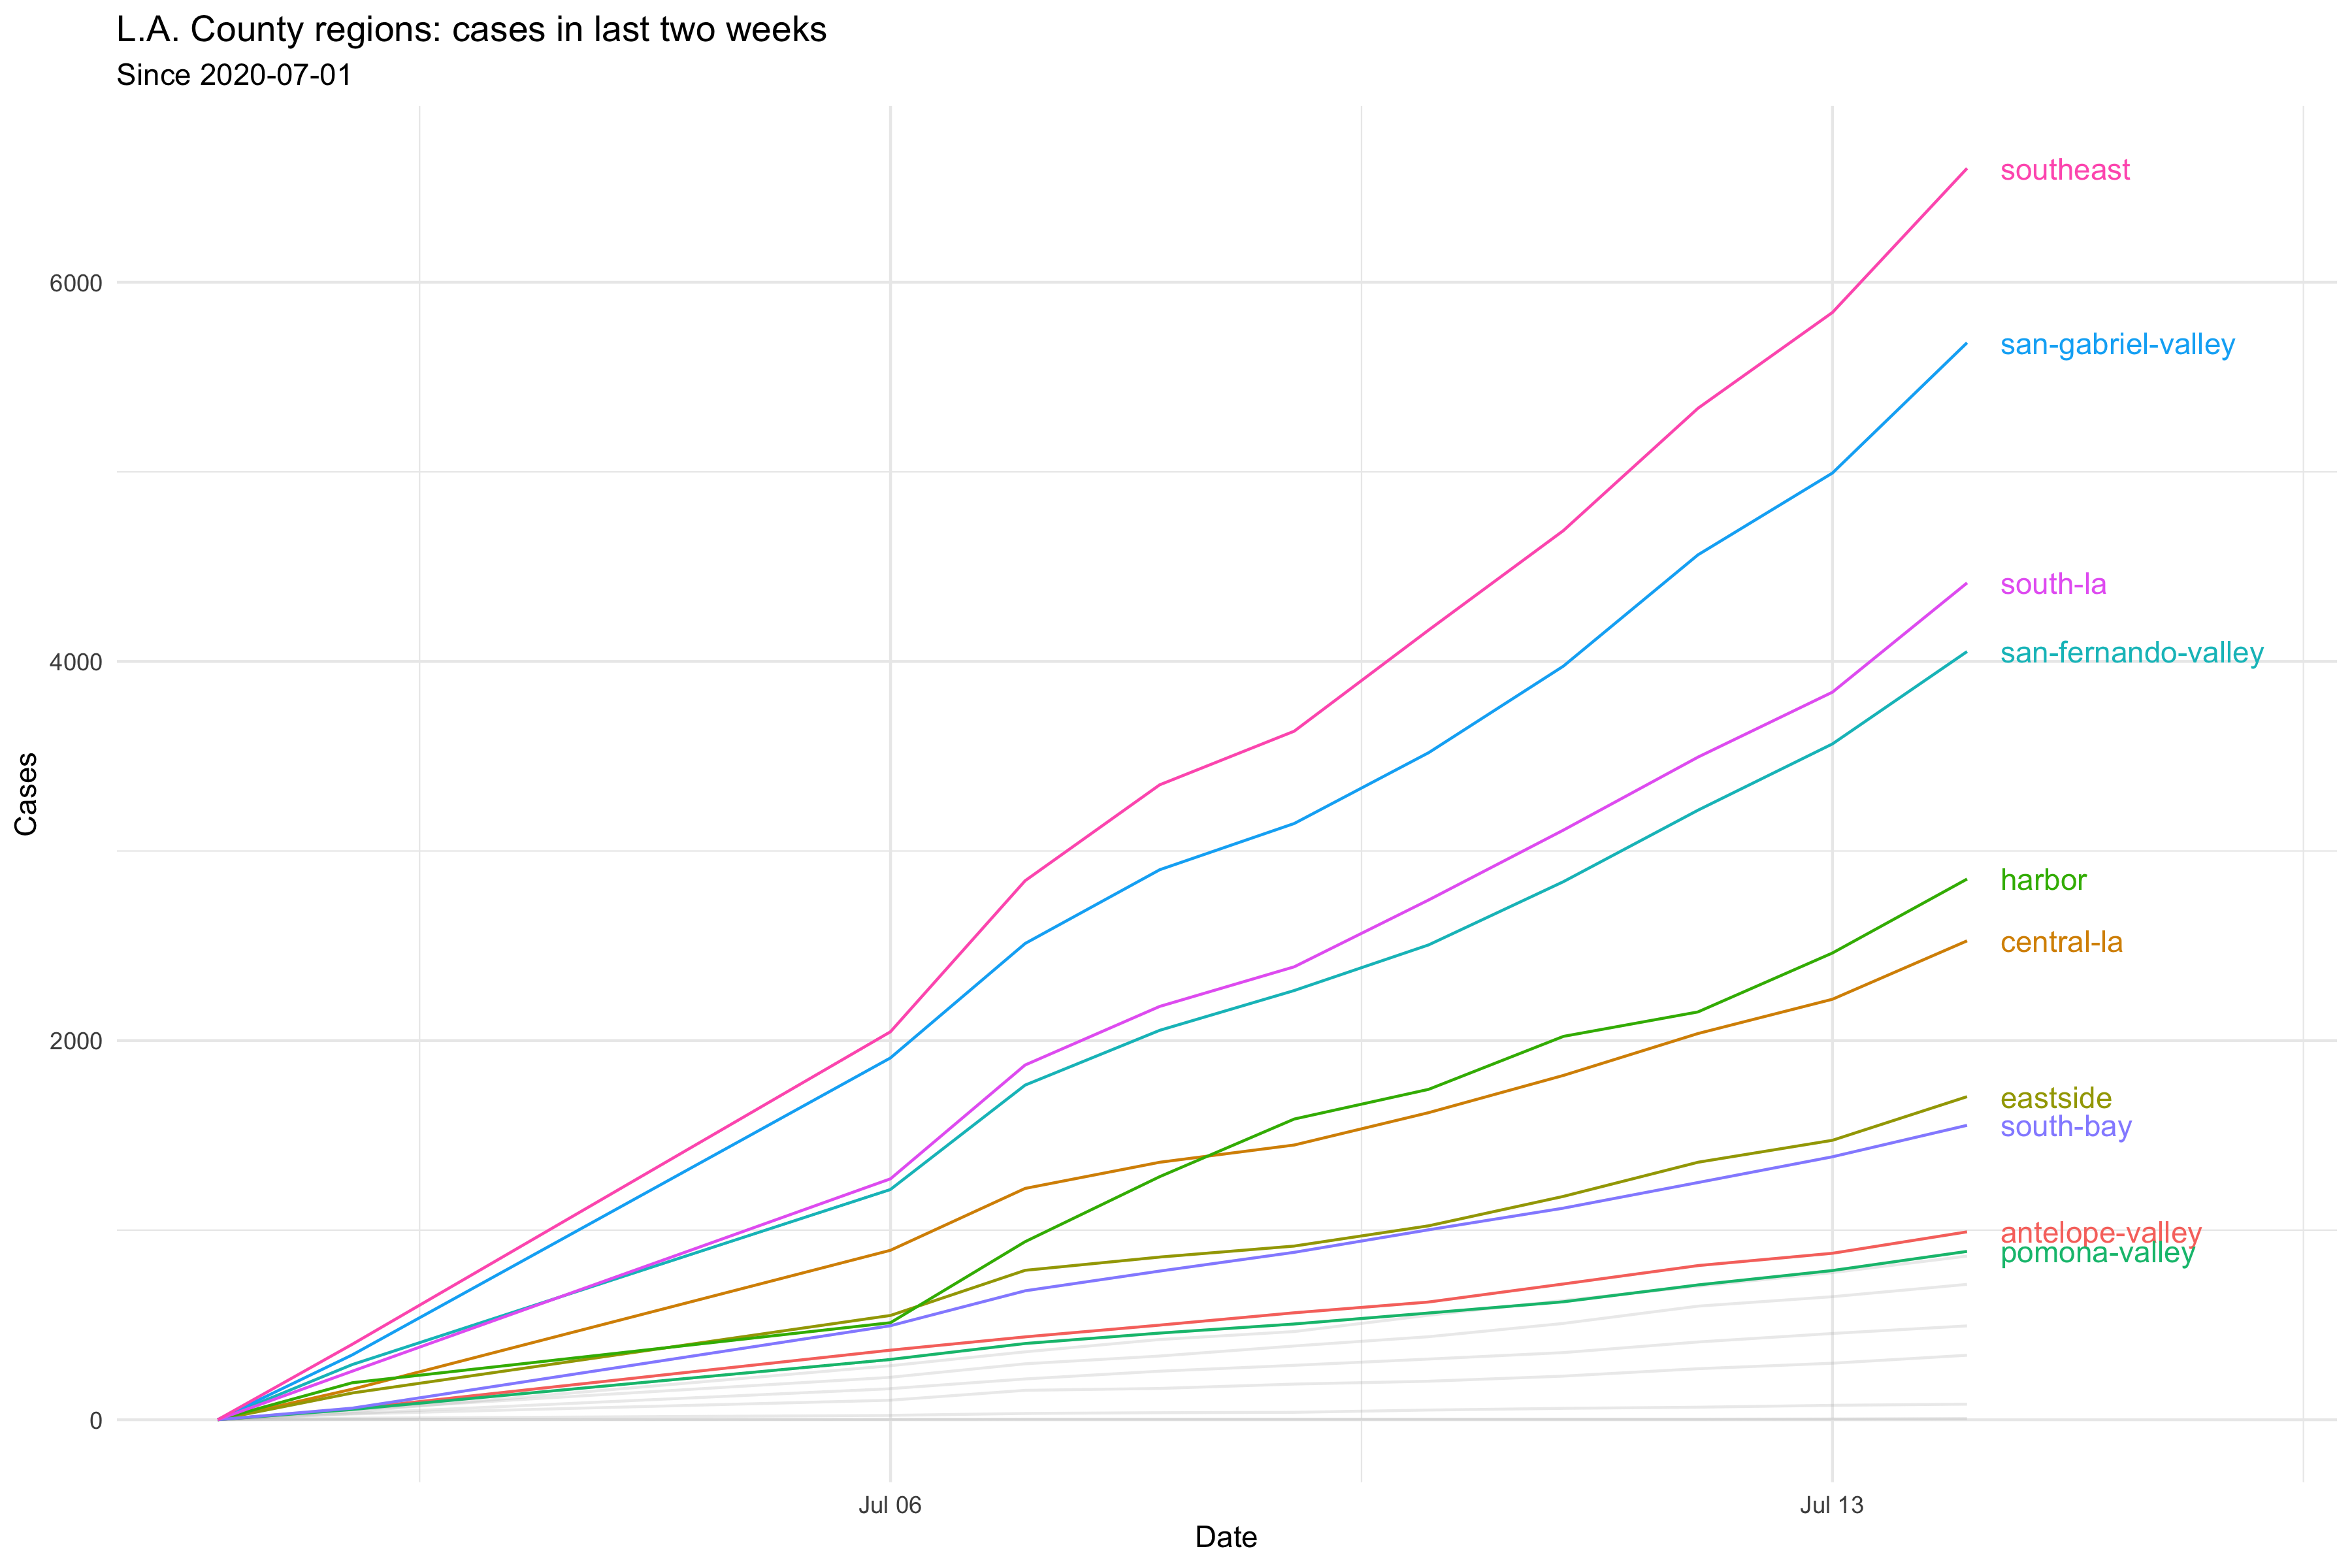 L.A. County regions: cases in last two weeks
Since 2020-07-01
southeast
6000
san-gabriel-valley
south-la
4000
san-fernando-valley
Cases
harbor
central-la
2000
eastside
south-bay
antelope-valley
pomona-valley
0
Jul 06
Jul 13
Date